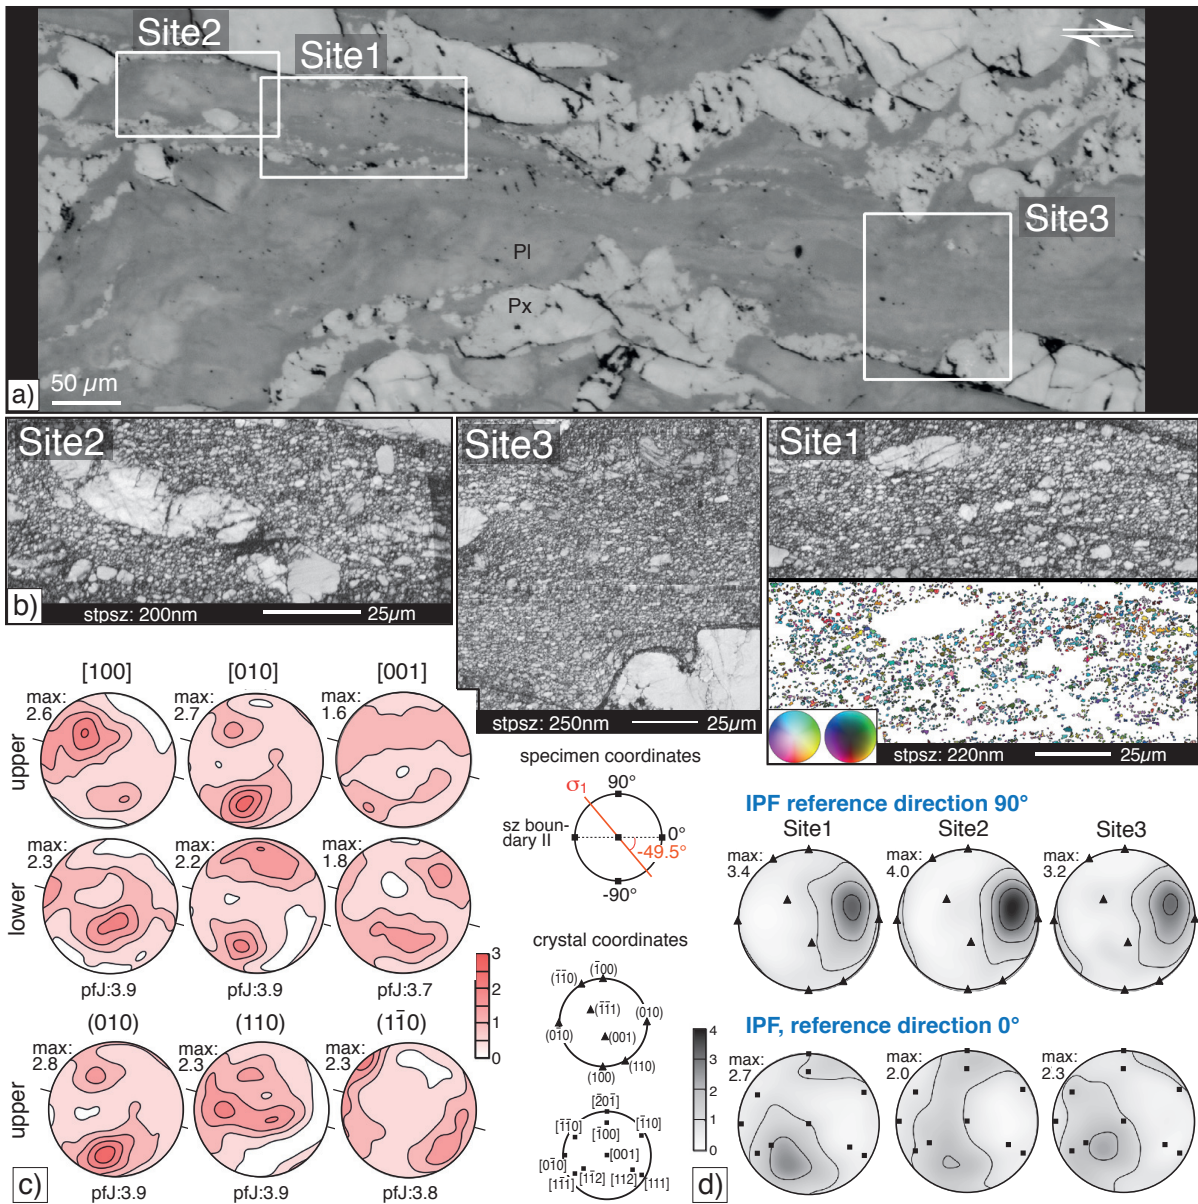 Site2
Site1
Site3
Pl
Px
a)
50 µm
Site2
Site3
Site1
b)
stpsz: 200nm
25µm
stpsz: 250nm
25µm
stpsz: 220nm
25µm
[100]
[010]
[001]
upper
max:
2.6
max:
2.7
max:
1.6
lower
max:
2.3
max:
2.2
max:
1.8
pfJ:3.9
pfJ:3.9
pfJ:3.7
3
2
1
0
(010)
(110)
(11̄0)
upper
max:
2.8
max:
2.3
max:
2.3
pfJ:3.9
pfJ:3.9
pfJ:3.8
c)
specimen coordinates
σ1
90°
sz boun-
dary II
0°
-49.5°
-90°
crystal coordinates
(1̄00)
(1̄1̄0)
(1̄1̄1)
(010)
(01̄0)
(001)
(110)
(100)
[2̄01̄]
[1̄1̄0]
[1̄00]
[1̄10]
[001]
[01̄0]
[11̄2]
[112]
[11̄1]
[111]
IPF reference direction 90°
Site1
Site2
Site3
max:
3.4
max:
4.0
max:
3.2
IPF, reference direction 0°
4
3
2
1
0
max:
2.7
max:
2.0
max:
2.3
d)